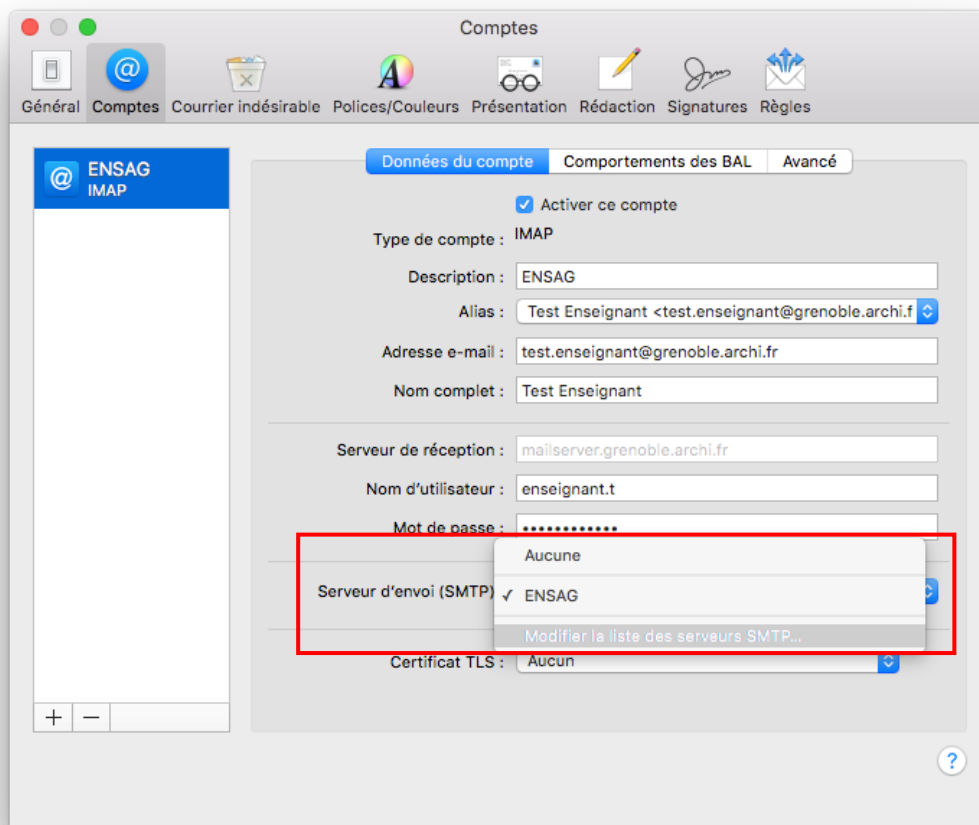 Comptes
Général Comptes Courrier indésirable Polices/Couleurs Présentation Rédaction Signatures Règles
ENSAG
IMAP
Données du compte Comportements des BAL Avancé
Activer ce compte
Type de compte : IMAP
Description : ENSAG
Alias : Test Enseignant <test.enseignant@grenoble.archi.f
Adresse e-mail : test.enseignant@grenoble.archi.fr
Nom complet : Test Enseignant
Serveur de réception : mailserver.grenoble.archi.fr
Nom d'utilisateur : enseignant.t
Mot de passe : ••••••••••••
Aucune
Serveur d'envoi (SMTP) ✓ ENSAG
Modifier la liste des serveurs SMTP...
Certificat TLS : Aucun